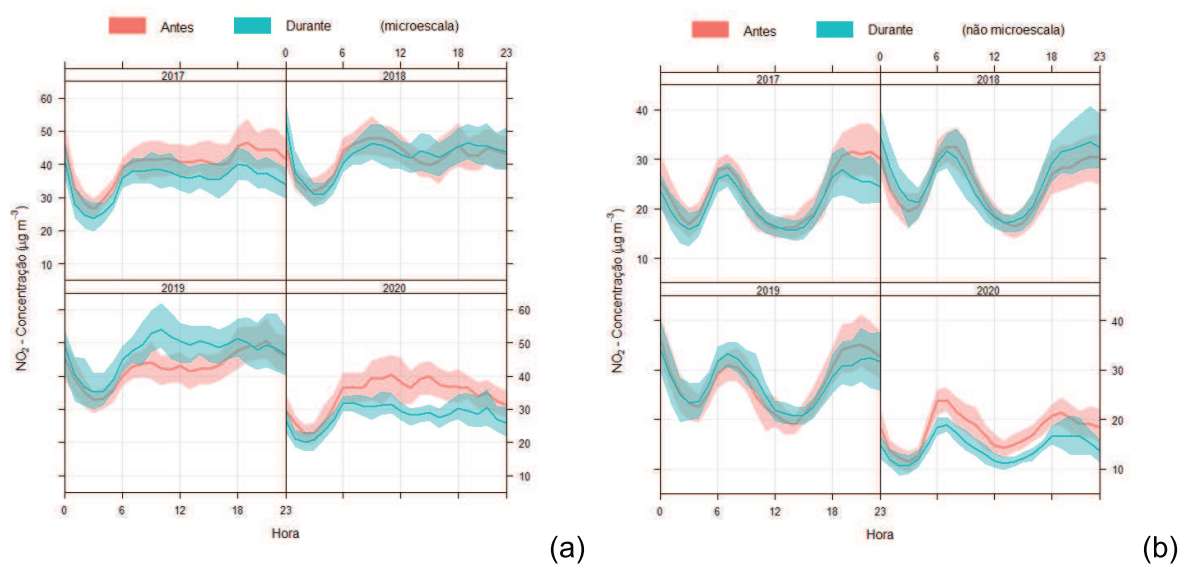 Antes Durante (microescala)
0 6 12 18 23
2017 2018
60
50
40
30
20
10
2019 2020
60
50
40
30
20
10
0 6 12 18 23
Hora
NO₂ - Concentração (µg m⁻³)
(a)
Antes Durante (não microescala)
0 6 12 18 23
2017 2018
40
30
20
10
2019 2020
40
30
20
10
0 6 12 18 23
Hora
NO₂ - Concentração (µg m⁻³)
(b)